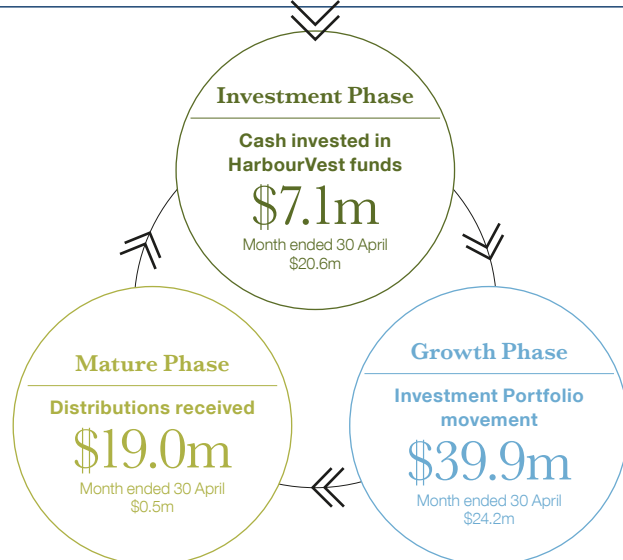 Investment Phase
Cash invested in
HarbourVest funds
$7.1m
Month ended 30 April
$20.6m
Mature Phase
Distributions received
$19.0m
Month ended 30 April
$0.5m
Growth Phase
Investment Portfolio
movement
$39.9m
Month ended 30 April
$24.2m